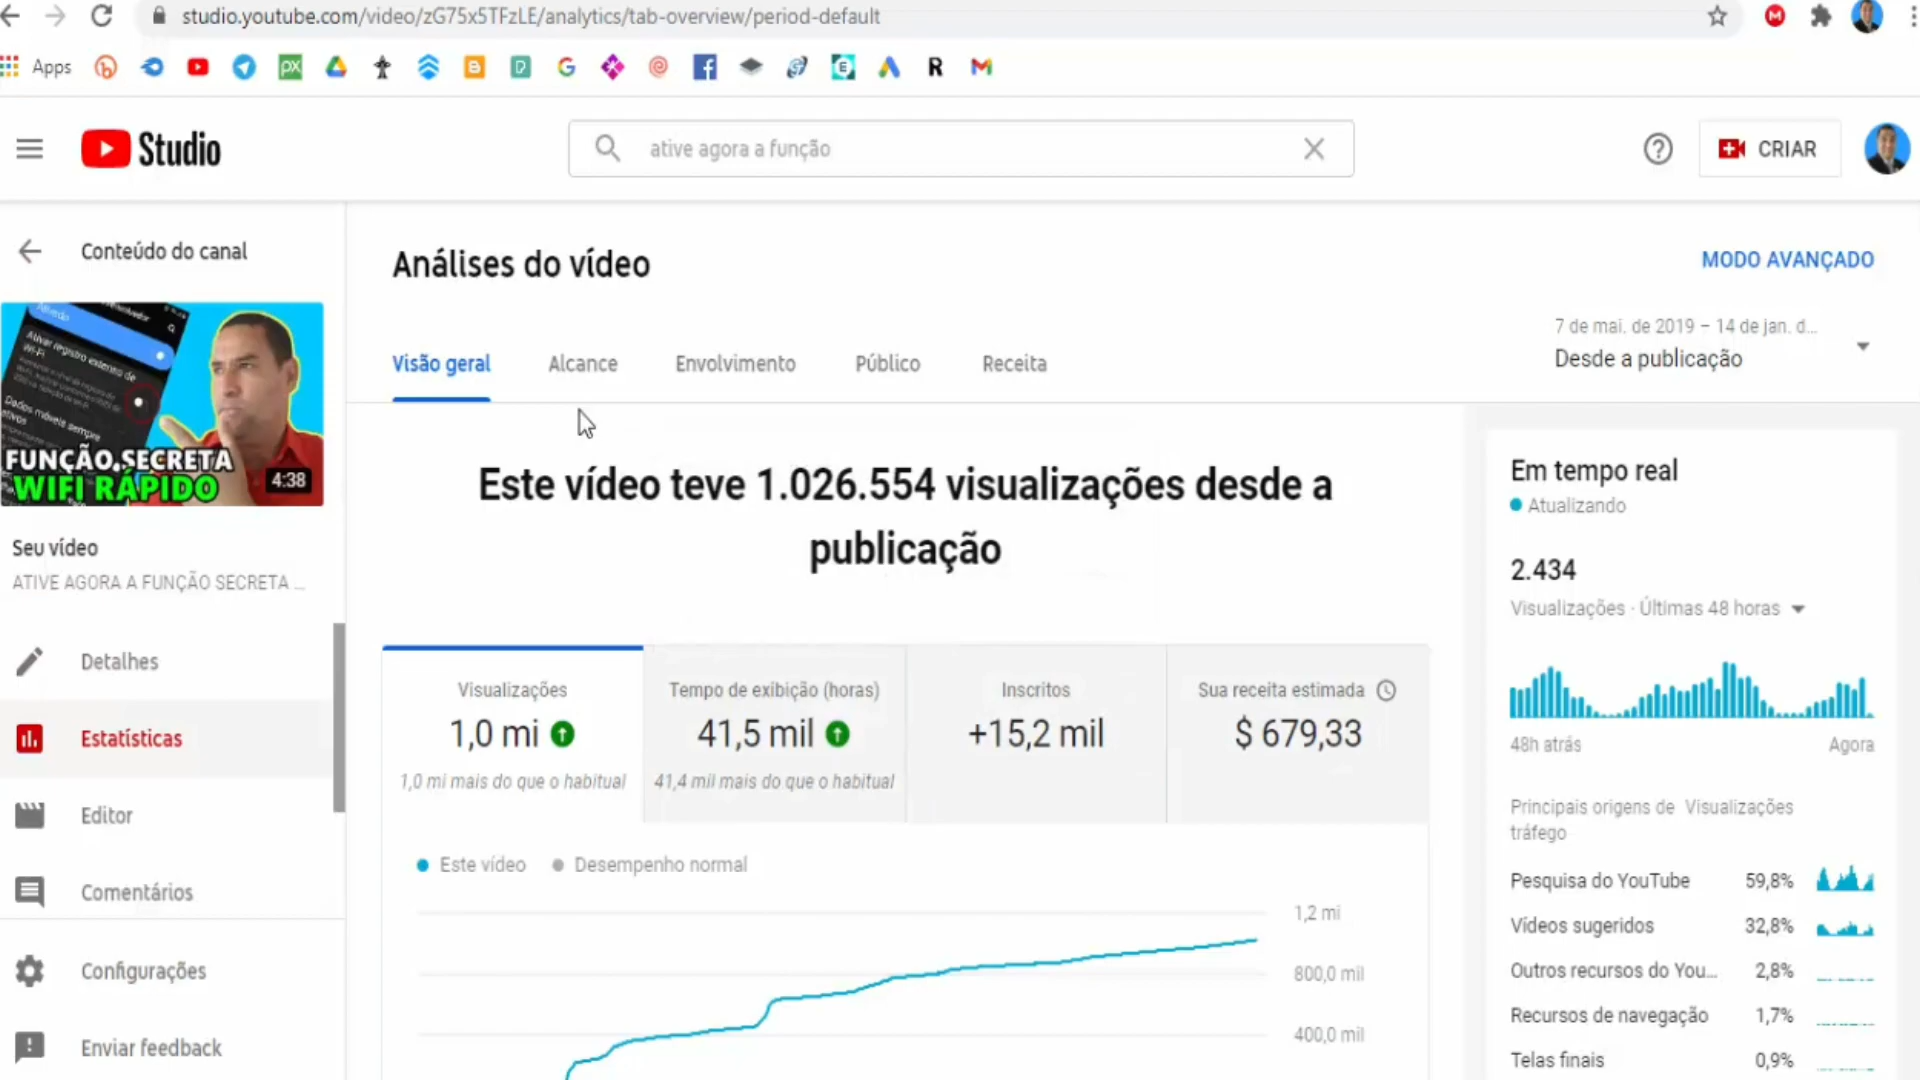 studio.youtube.com/video/zG75x5TFzLE/analytics/tab-overview/period-default
Apps
Studio
ative agora a função
CRIAR
Conteúdo do canal
FUNÇÃO SECRETA
WIFI RÁPIDO
4:38
Seu vídeo
ATIVE AGORA A FUNÇÃO SECRETA ...
Detalhes
Estatísticas
Editor
Comentários
Configurações
Enviar feedback
Análises do vídeo
MODO AVANÇADO
7 de mai. de 2019 – 14 de jan. d...
Desde a publicação
Visão geral
Alcance
Envolvimento
Público
Receita
Este vídeo teve 1.026.554 visualizações desde a
publicação
Visualizações
1,0 mi
1,0 mi mais do que o habitual
Tempo de exibição (horas)
41,5 mil
41,4 mil mais do que o habitual
Inscritos
+15,2 mil
Sua receita estimada
$ 679,33
Este vídeo
Desempenho normal
1,2 mi
800,0 mil
400,0 mil
Em tempo real
Atualizando
2.434
Visualizações · Últimas 48 horas
48h atrás
Agora
Principais origens de Visualizações
tráfego
Pesquisa do YouTube 59,8%
Vídeos sugeridos 32,8%
Outros recursos do You... 2,8%
Recursos de navegação 1,7%
Telas finais 0,9%